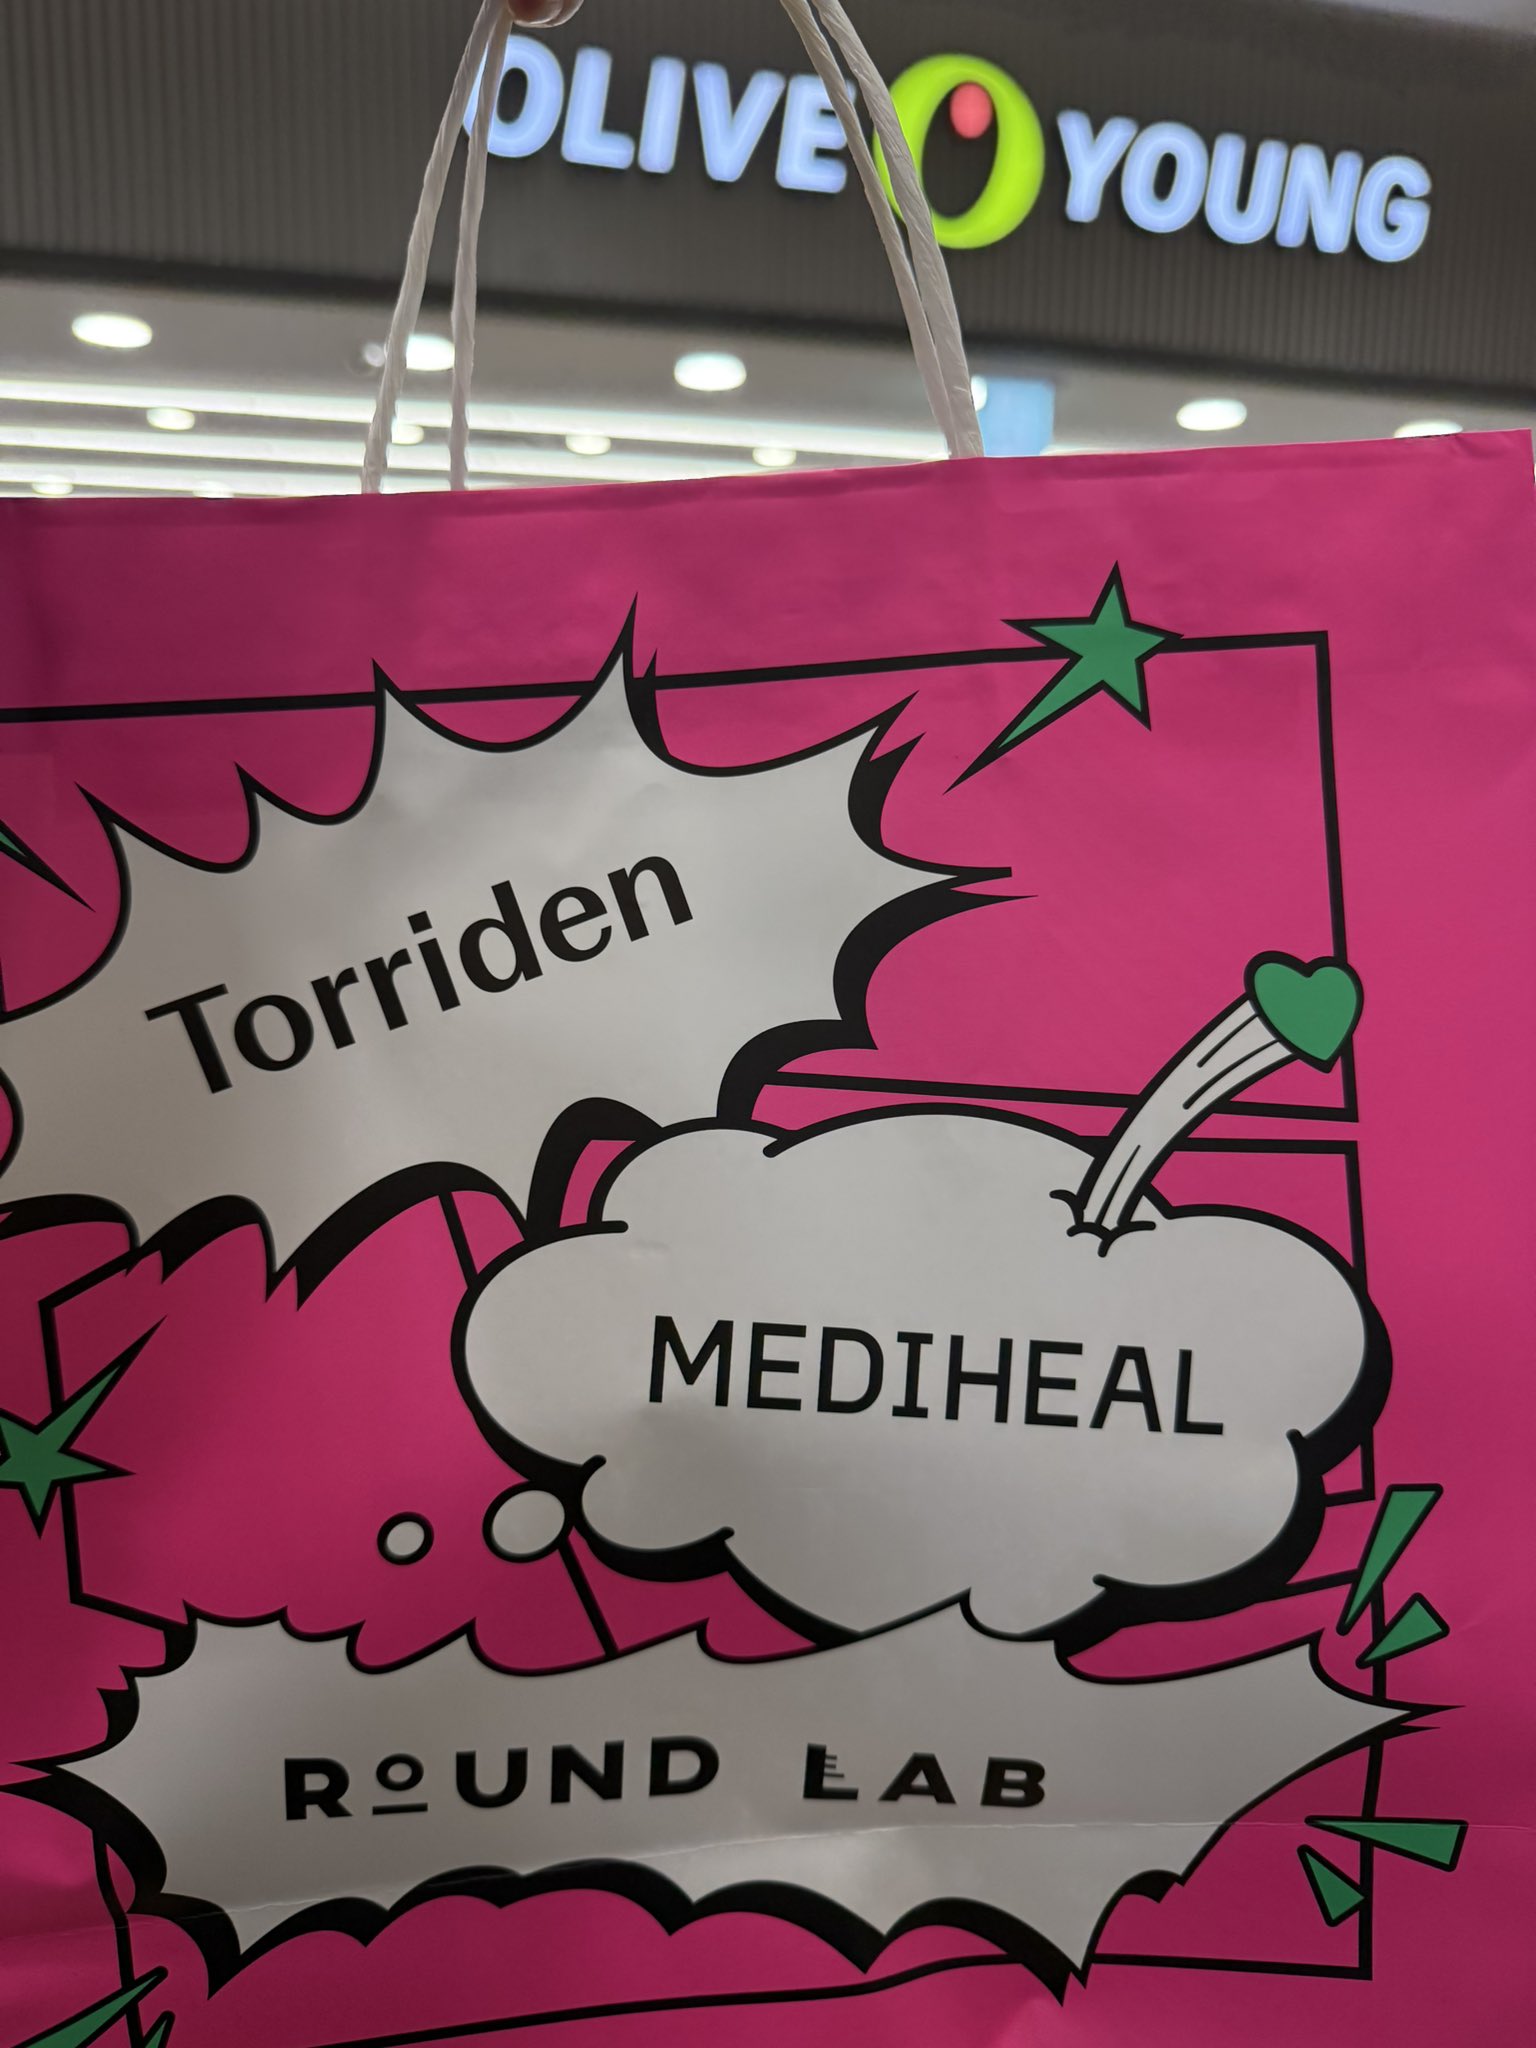 OLIVE YOUNG
Torriden
MEDIHEAL
ROUND LAB